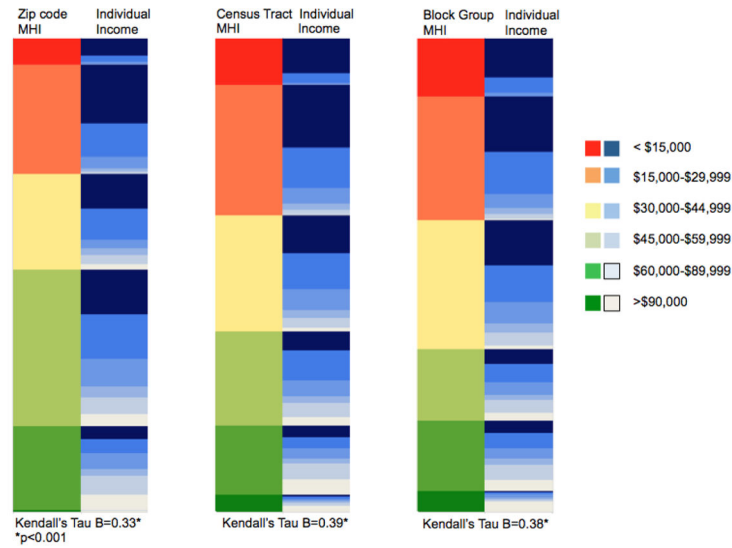 Zip code Individual
MHI Income
Census Tract Individual
MHI Income
Block Group Individual
MHI Income
< $15,000
$15,000-$29,999
$30,000-$44,999
$45,000-$59,999
$60,000-$89,999
>$90,000
Kendall's Tau B=0.33*
*p<0.001
Kendall's Tau B=0.39*
Kendall's Tau B=0.38*